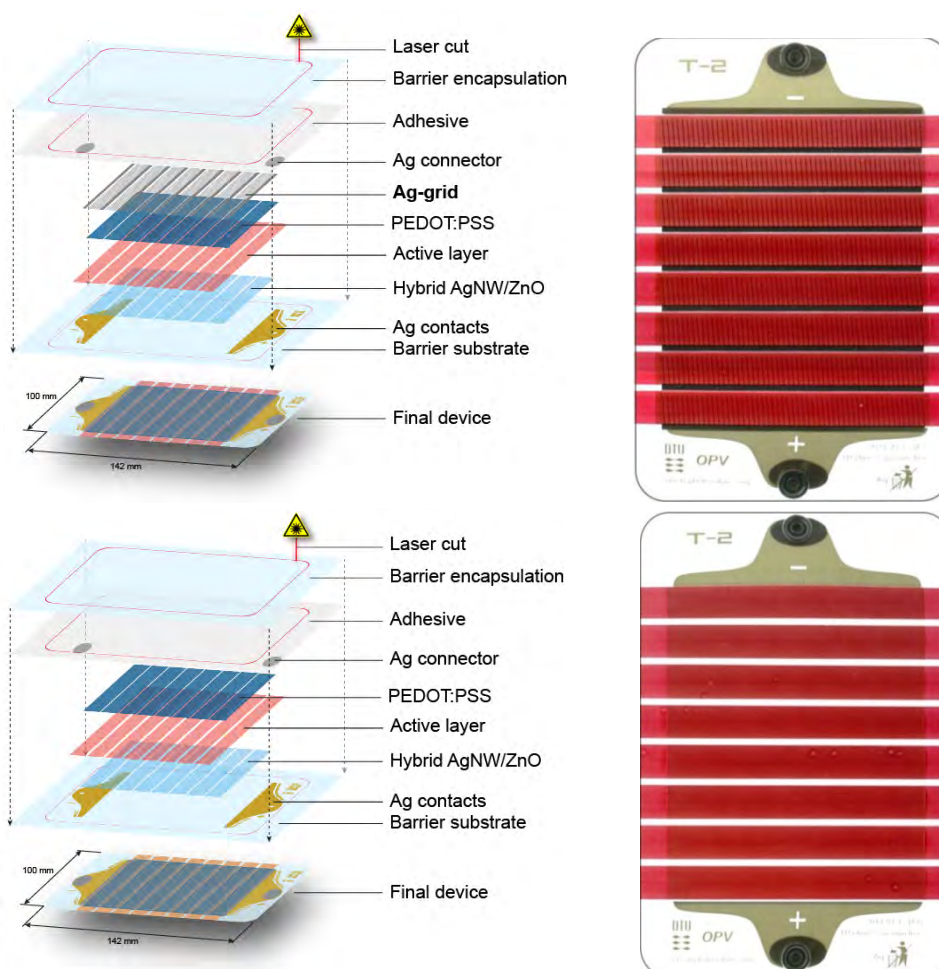 Laser cut
Barrier encapsulation
Adhesive
Ag connector
Ag-grid
PEDOT:PSS
Active layer
Hybrid AgNW/ZnO
Ag contacts
Barrier substrate
Final device
100 mm
142 mm
T-2
−
+
DTU
OPV
Laser cut
Barrier encapsulation
Adhesive
Ag connector
PEDOT:PSS
Active layer
Hybrid AgNW/ZnO
Ag contacts
Barrier substrate
Final device
100 mm
142 mm
T-2
−
+
DTU
OPV